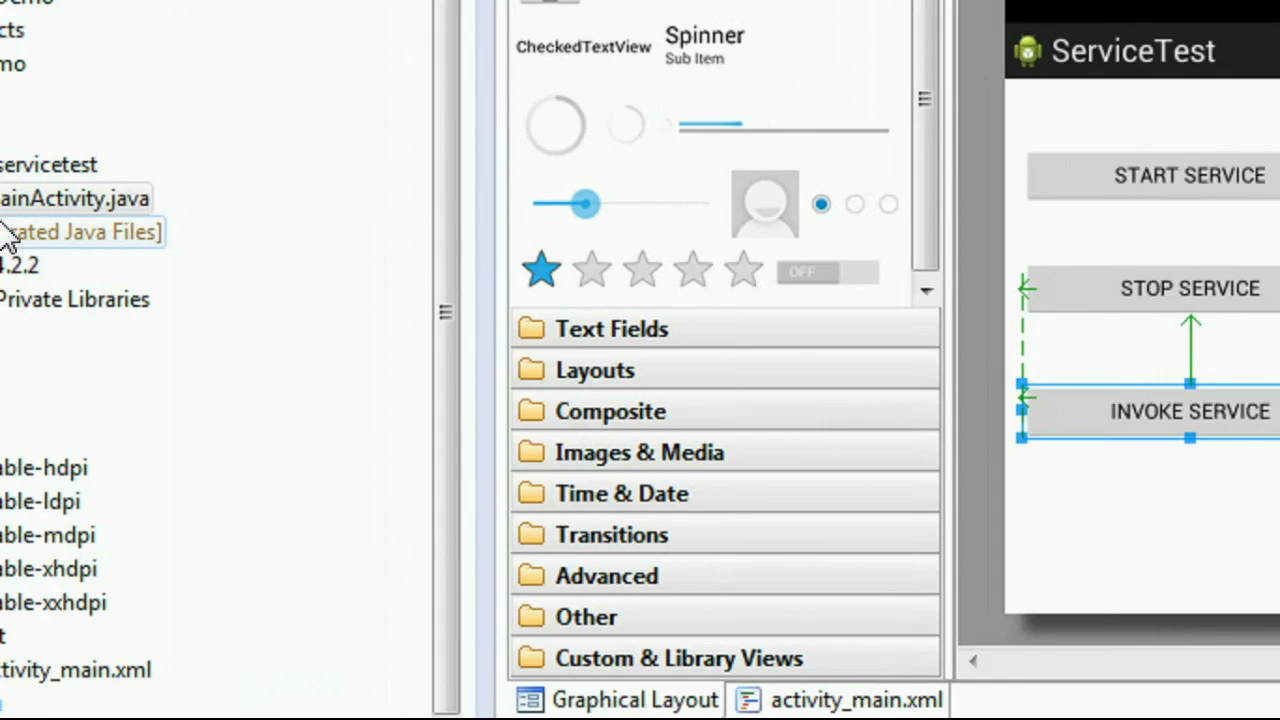 cts
mo
servicetest
ainActivity.java
rated Java Files]
4.2.2
Private Libraries
able-hdpi
able-ldpi
able-mdpi
able-xhdpi
able-xxhdpi
t
ctivity_main.xml
CheckedTextView
Spinner
Sub Item
OFF
Text Fields
Layouts
Composite
Images & Media
Time & Date
Transitions
Advanced
Other
Custom & Library Views
Graphical Layout
activity_main.xml
ServiceTest
START SERVICE
STOP SERVICE
INVOKE SERVICE